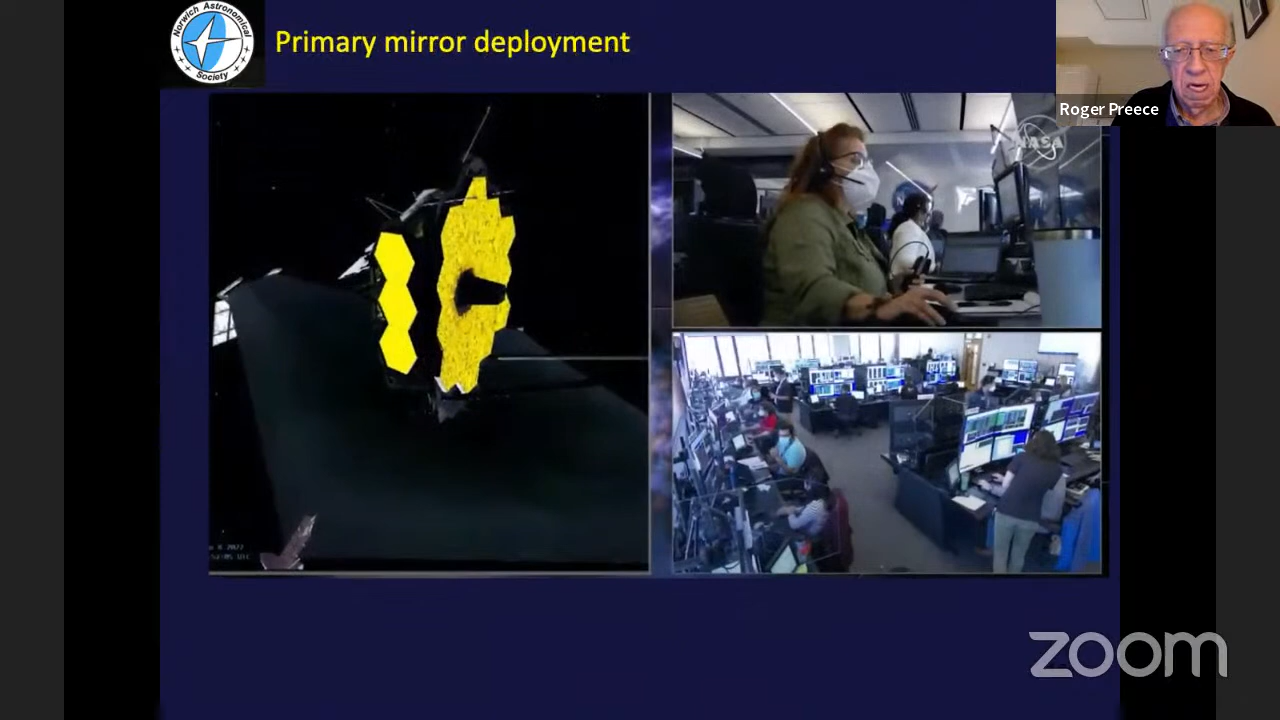 Norwich Astronomical
Society
Primary mirror deployment
Roger Preece
NASA
zoom